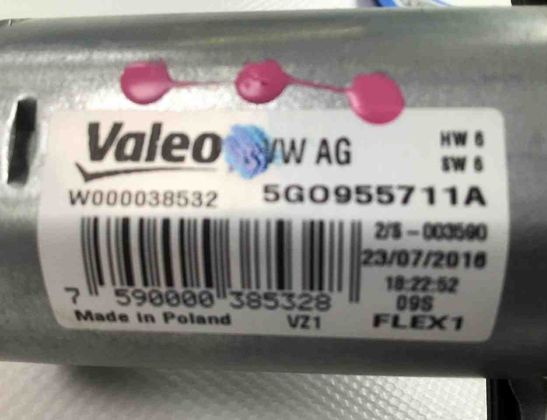 Valeo VW AG HW 6
SW 6
W000038532 5G0955711A
2/S - 003590
23/07/2016
18:22:52
7 590000 385328 09S
Made in Poland VZ1 FLEX1